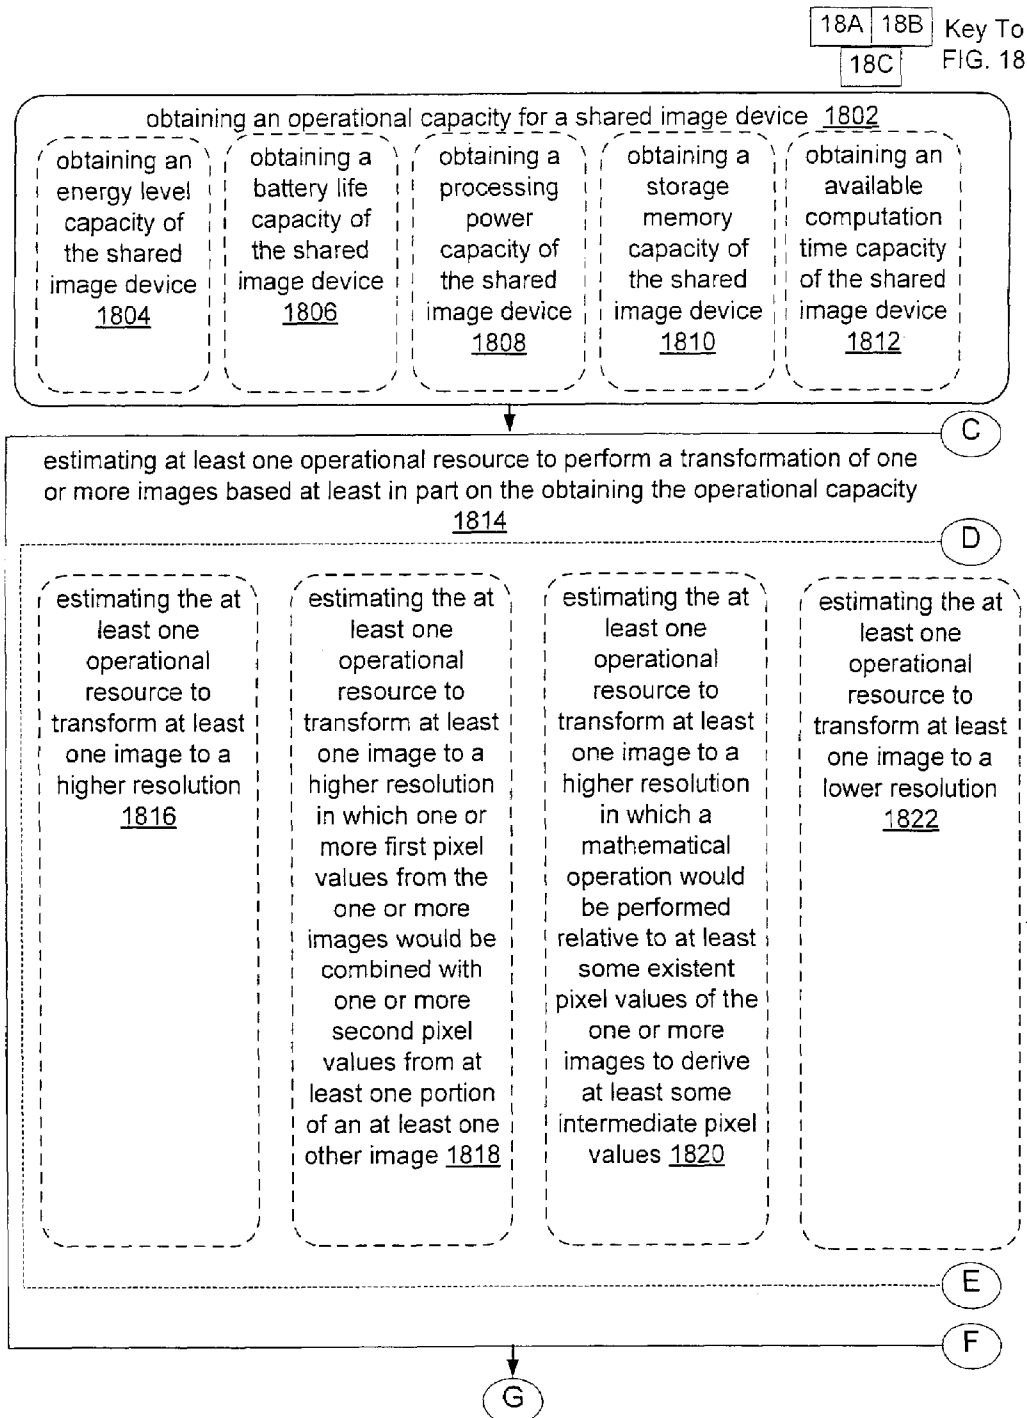 18A 18B Key To
18C FIG. 18
obtaining an operational capacity for a shared image device 1802
obtaining an
energy level
capacity of
the shared
image device
1804
obtaining a
battery life
capacity of
the shared
image device
1806
obtaining a
processing
power
capacity of
the shared
image device
1808
obtaining a
storage
memory
capacity of
the shared
image device
1810
obtaining an
available
computation
time capacity
of the shared
image device
1812
C
estimating at least one operational resource to perform a transformation of one
or more images based at least in part on the obtaining the operational capacity
1814
D
estimating the at
least one
operational
resource to
transform at least
one image to a
higher resolution
1816
estimating the at
least one
operational
resource to
transform at least
one image to a
higher resolution
in which one or
more first pixel
values from the
one or more
images would be
combined with
one or more
second pixel
values from at
least one portion
of an at least one
other image 1818
estimating the at
least one
operational
resource to
transform at least
one image to a
higher resolution
in which a
mathematical
operation would
be performed
relative to at least
some existent
pixel values of the
one or more
images to derive
at least some
intermediate pixel
values 1820
estimating the at
least one
operational
resource to
transform at least
one image to a
lower resolution
1822
E
F
G